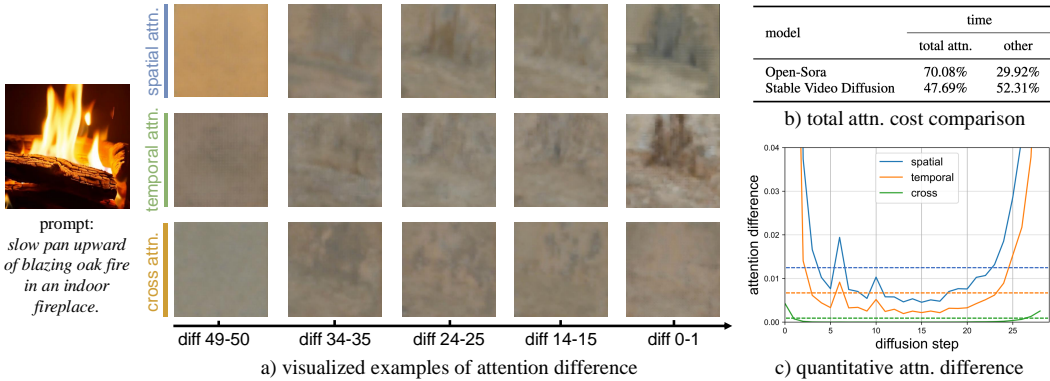 prompt:
slow pan upward
of blazing oak fire
in an indoor
fireplace.
spatial attn.
temporal attn.
cross attn.
diff 49-50
diff 34-35
diff 24-25
diff 14-15
diff 0-1
a) visualized examples of attention difference
time
model
total attn. other
Open-Sora 70.08% 29.92%
Stable Video Diffusion 47.69% 52.31%
b) total attn. cost comparison
attention difference
0.04
0.03
0.02
0.01
0.00
spatial
temporal
cross
0 5 10 15 20 25
diffusion step
c) quantitative attn. difference